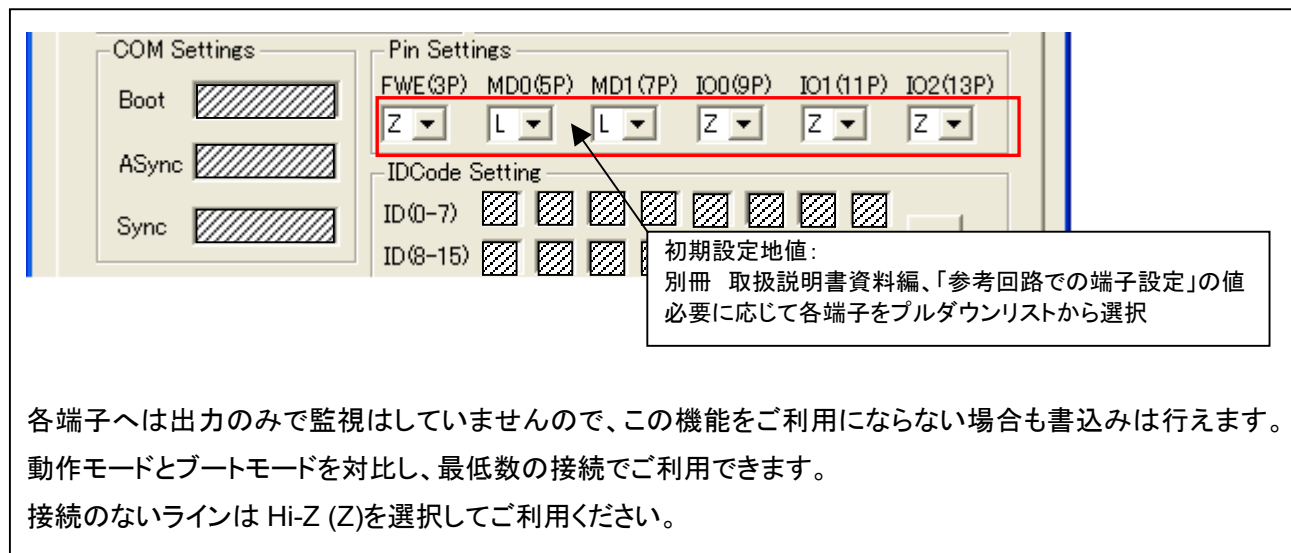 COM Settings
Boot
ASync
Sync
Pin Settings
FWE(3P) MD0(5P) MD1(7P) IO0(9P) IO1(11P) IO2(13P)
Z L L Z Z Z
IDCode Setting
ID(0-7)
ID(8-15)
初期設定地値:
別冊　取扱説明書資料編、「参考回路での端子設定」の値
必要に応じて各端子をプルダウンリストから選択
各端子へは出力のみで監視はしていませんので、この機能をご利用にならない場合も書込みは行えます。
動作モードとブートモードを対比し、最低数の接続でご利用できます。
接続のないラインは Hi-Z (Z)を選択してご利用ください。